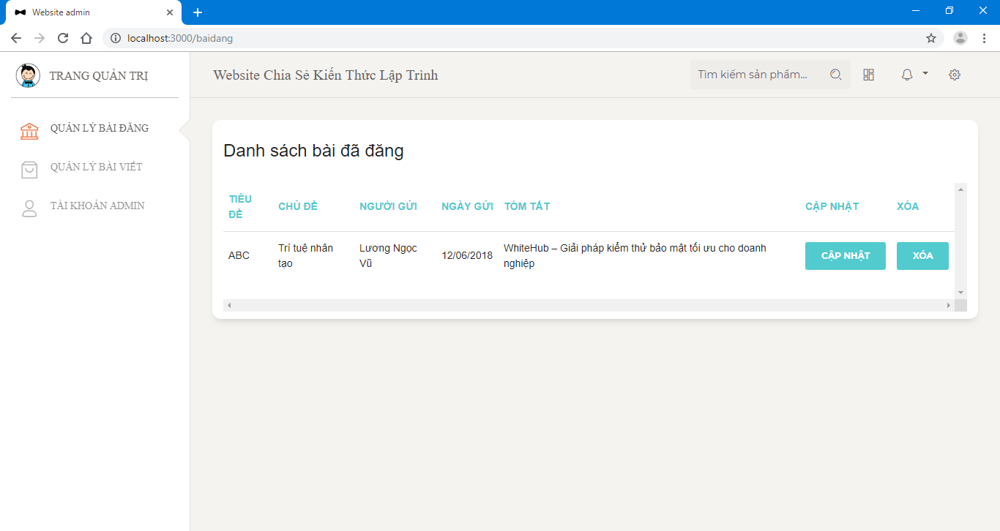 Website admin
localhost:3000/baidang
TRANG QUẢN TRỊ
Website Chia Sẻ Kiến Thức Lập Trình
Tìm kiếm sản phẩm...
QUẢN LÝ BÀI ĐĂNG
QUẢN LÝ BÀI VIẾT
TÀI KHOẢN ADMIN
Danh sách bài đã đăng
TIÊU
ĐỀ
CHỦ ĐỀ
NGƯỜI GỬI
NGÀY GỬI
TÓM TẮT
CẬP NHẬT
XÓA
ABC
Trí tuệ nhân
tạo
Lương Ngọc
Vũ
12/06/2018
WhiteHub – Giải pháp kiểm thử bảo mật tối ưu cho doanh
nghiệp
CẬP NHẬT
XÓA